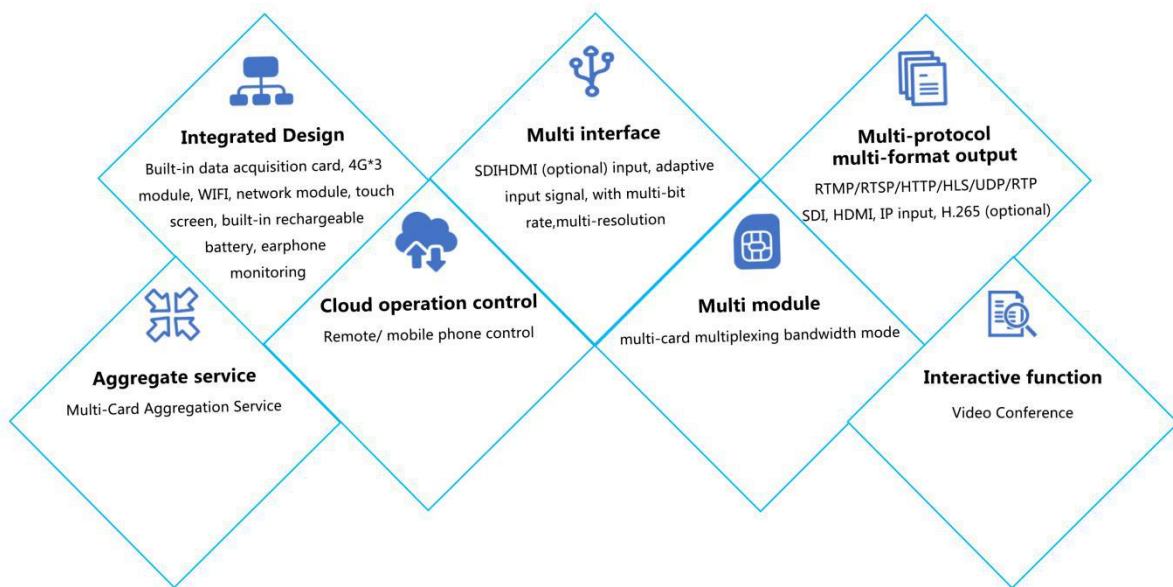 Integrated Design
Built-in data acquisition card, 4G*3
module, WIFI, network module, touch
screen, built-in rechargeable
battery, earphone
monitoring
Multi interface
SDIHDMI (optional) input, adaptive
input signal, with multi-bit
rate,multi-resolution
Multi-protocol
multi-format output
RTMP/RTSP/HTTP/HLS/UDP/RTP
SDI, HDMI, IP input, H.265 (optional)
Cloud operation control
Remote/ mobile phone control
Multi module
multi-card multiplexing bandwidth mode
Aggregate service
Multi-Card Aggregation Service
Interactive function
Video Conference